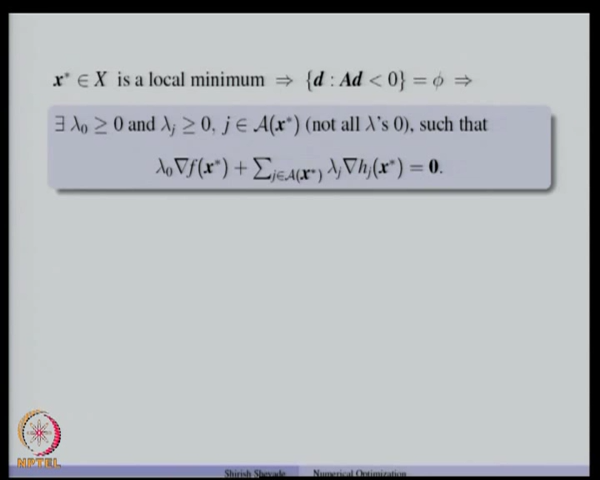 x* ∈ X is a local minimum ⇒ {d : Ad < 0} = ϕ ⇒
∃ λ₀ ≥ 0 and λⱼ ≥ 0, j ∈ 𝒜(x*) (not all λ's 0), such that
λ₀∇f(x*) + ∑_{j∈𝒜(x*)} λⱼ∇hⱼ(x*) = 0.
NPTEL
Shirish Shevade Numerical Optimization